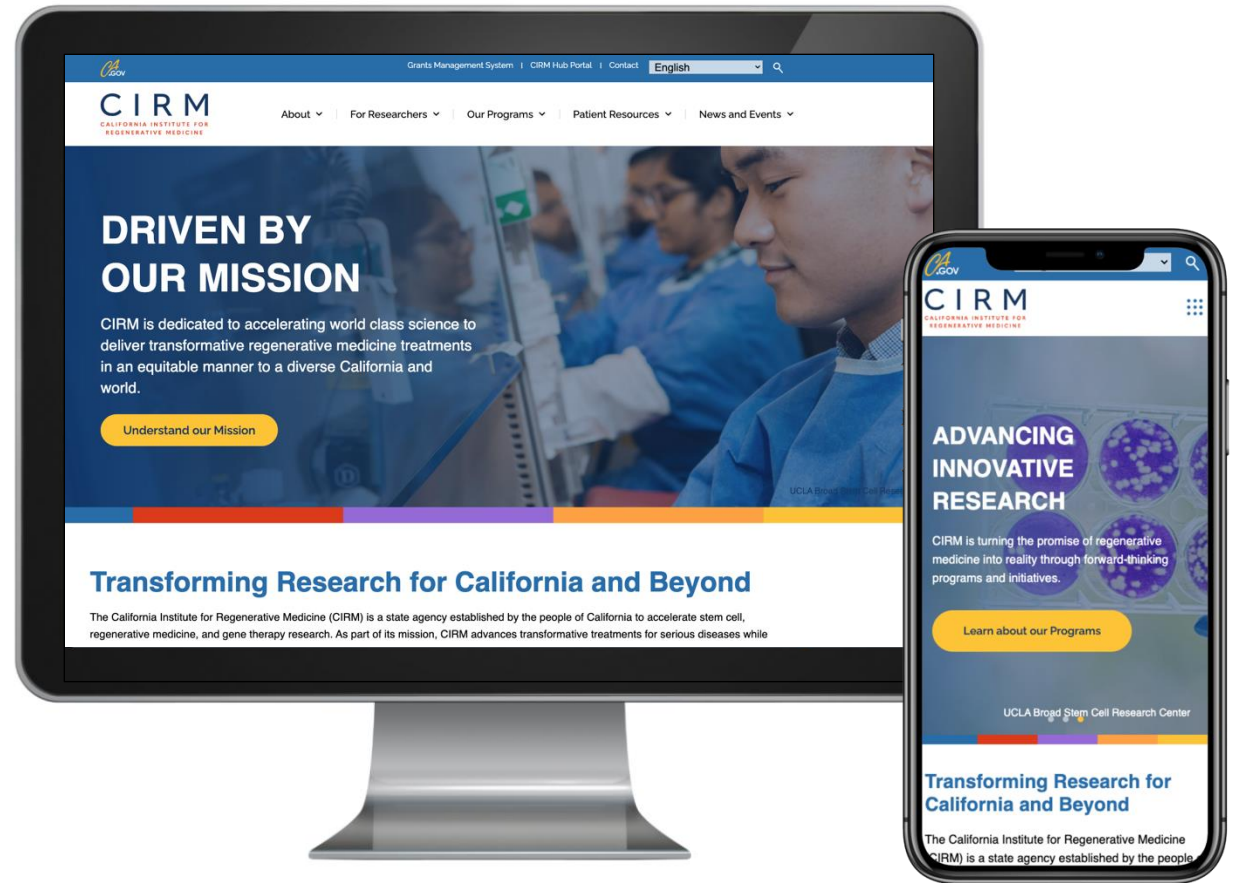 CA.GOV
Grants Management System | CIRM Hub Portal | Contact English
CIRM
CALIFORNIA INSTITUTE FOR
REGENERATIVE MEDICINE
About For Researchers Our Programs Patient Resources News and Events
DRIVEN BY
OUR MISSION
CIRM is dedicated to accelerating world class science to
deliver transformative regenerative medicine treatments
in an equitable manner to a diverse California and
world.
Understand our Mission
UCLA Broad Stem Cell
Transforming Research for California and Beyond
The California Institute for Regenerative Medicine (CIRM) is a state agency established by the people of California to accelerate stem cell,
regenerative medicine, and gene therapy research. As part of its mission, CIRM advances transformative treatments for serious diseases while
CA.GOV
CIRM
CALIFORNIA INSTITUTE FOR
REGENERATIVE MEDICINE
ADVANCING
INNOVATIVE
RESEARCH
CIRM is turning the promise of regenerative
medicine into reality through forward-thinking
programs and initiatives.
Learn about our Programs
UCLA Broad Stem Cell Research Center
Transforming Research for
California and Beyond
The California Institute for Regenerative Medicine
(CIRM) is a state agency established by the people